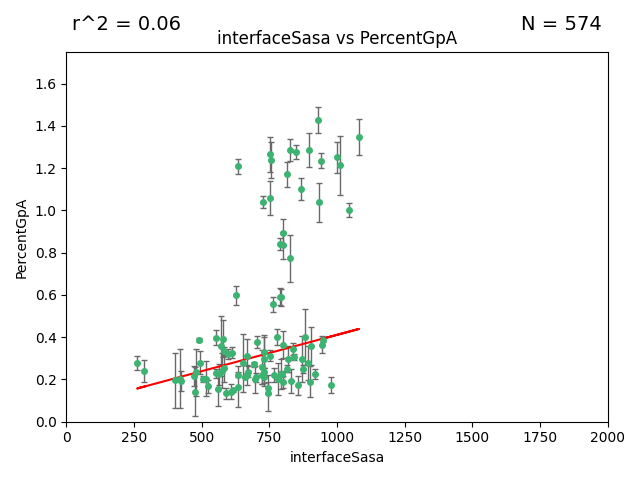 r^2 = 0.06
N = 574
interfaceSasa vs PercentGpA
1.6
1.4
1.2
1.0
0.8
0.6
0.4
0.2
0.0
PercentGpA
0 250 500 750 1000 1250 1500 1750 2000
interfaceSasa